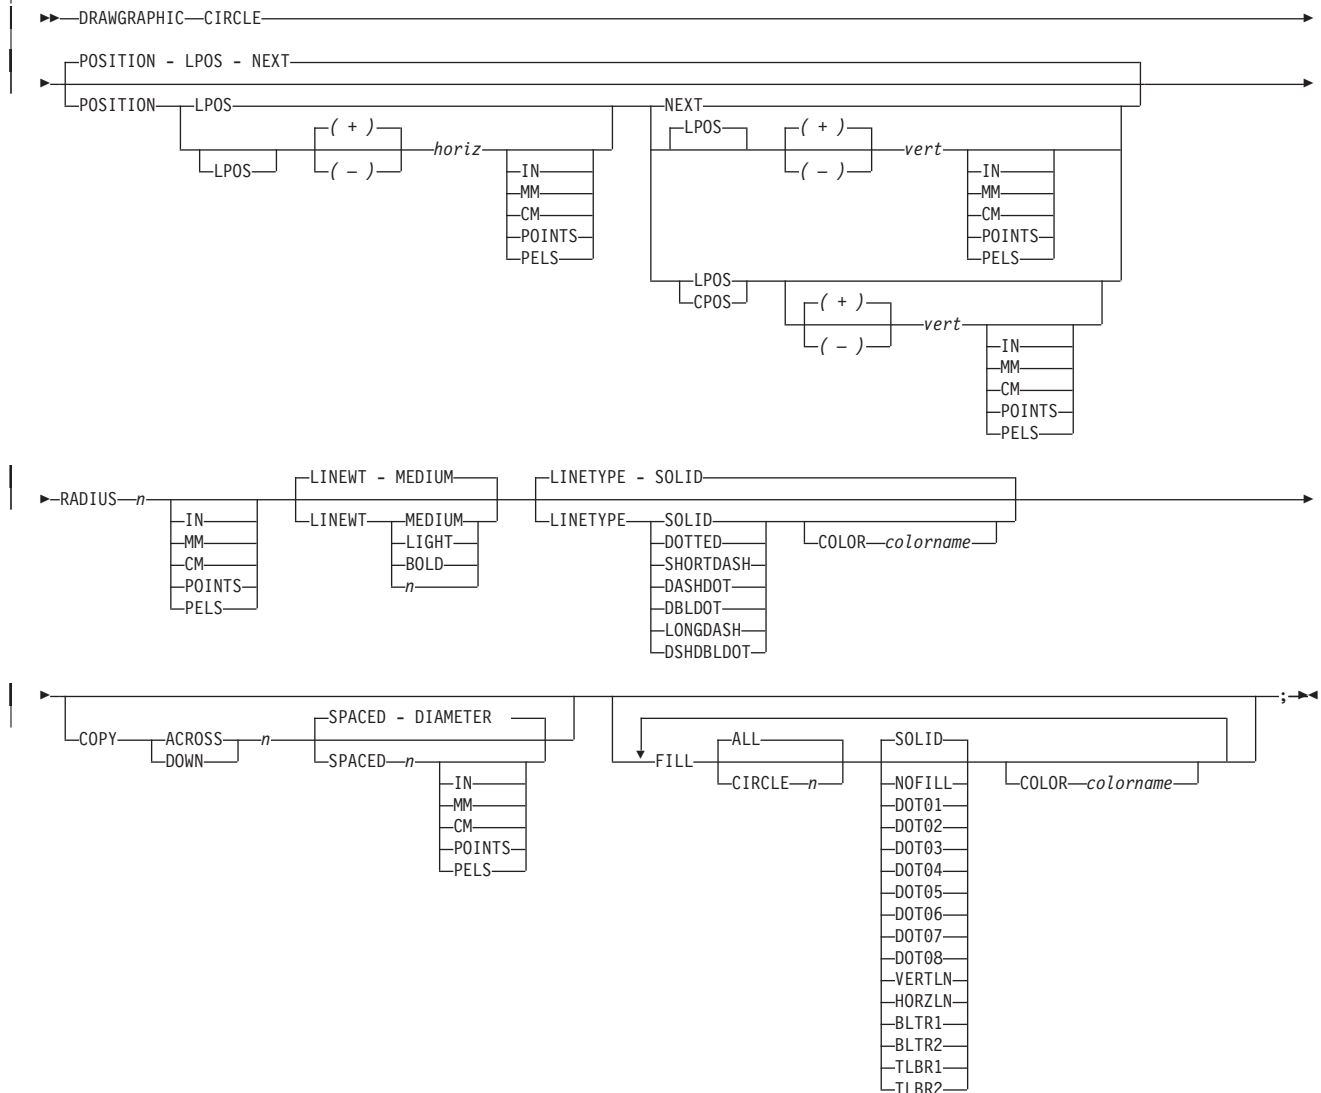 DRAWGRAPHIC CIRCLE
POSITION - LPOS - NEXT
POSITION LPOS NEXT
( + ) LPOS ( + )
LPOS horiz vert
( – ) IN ( – ) IN
MM MM
CM CM
POINTS POINTS
PELS PELS
LPOS
CPOS ( + )
vert
( – ) IN
MM
CM
POINTS
PELS
LINEWT - MEDIUM LINETYPE - SOLID
RADIUS n
IN LINEWT MEDIUM LINETYPE SOLID
MM LIGHT DOTTED COLOR colorname
CM BOLD SHORTDASH
POINTS n DASHDOT
PELS DBLDOT
LONGDASH
DSHDBLDOT
;
SPACED - DIAMETER
COPY ACROSS n ALL SOLID
DOWN SPACED n FILL
IN CIRCLE n NOFILL COLOR colorname
MM DOT01
CM DOT02
POINTS DOT03
PELS DOT04
DOT05
DOT06
DOT07
DOT08
VERTLN
HORZLN
BLTR1
BLTR2
TLBR1
TLBR2